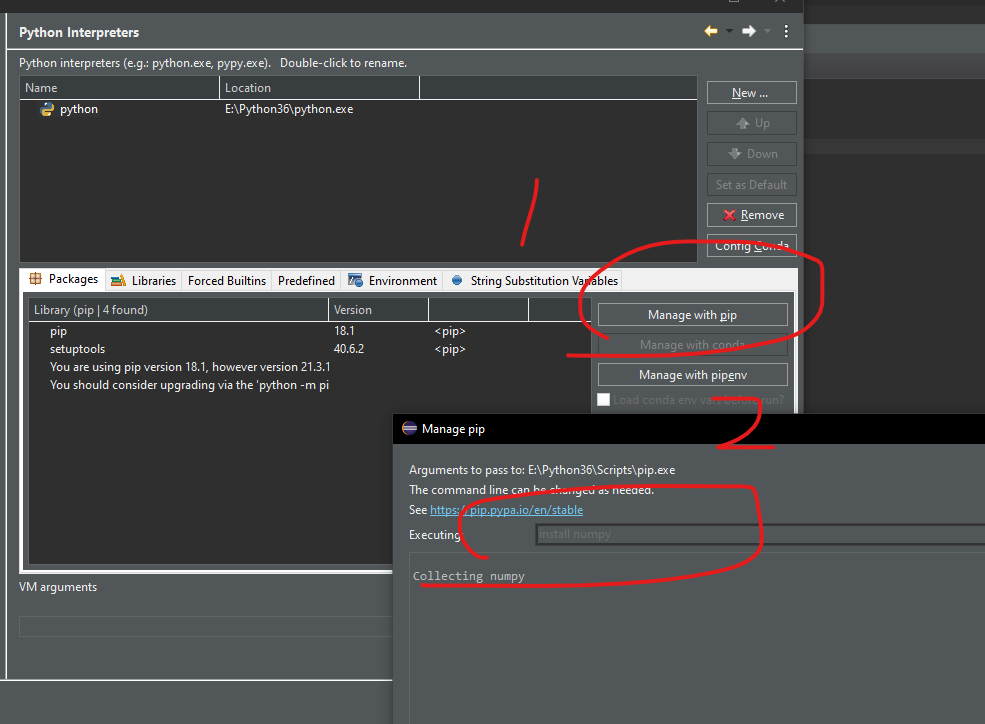 Python Interpreters
Python interpreters (e.g.: python.exe, pypy.exe).   Double-click to rename.
Name Location
python E:\Python36\python.exe
New ...
Up
Down
Set as Default
Remove
Config Conda
1
Packages Libraries Forced Builtins Predefined Environment String Substitution Variables
Library (pip | 4 found) Version
pip 18.1 <pip>
setuptools 40.6.2 <pip>
You are using pip version 18.1, however version 21.3.1
You should consider upgrading via the 'python -m pi
Manage with pip
Manage with conda
Manage with pipenv
Load conda env vars before run?
2
Manage pip
Arguments to pass to: E:\Python36\Scripts\pip.exe
The command line can be changed as needed.
See https://pip.pypa.io/en/stable
Executing: install numpy
Collecting numpy
VM arguments